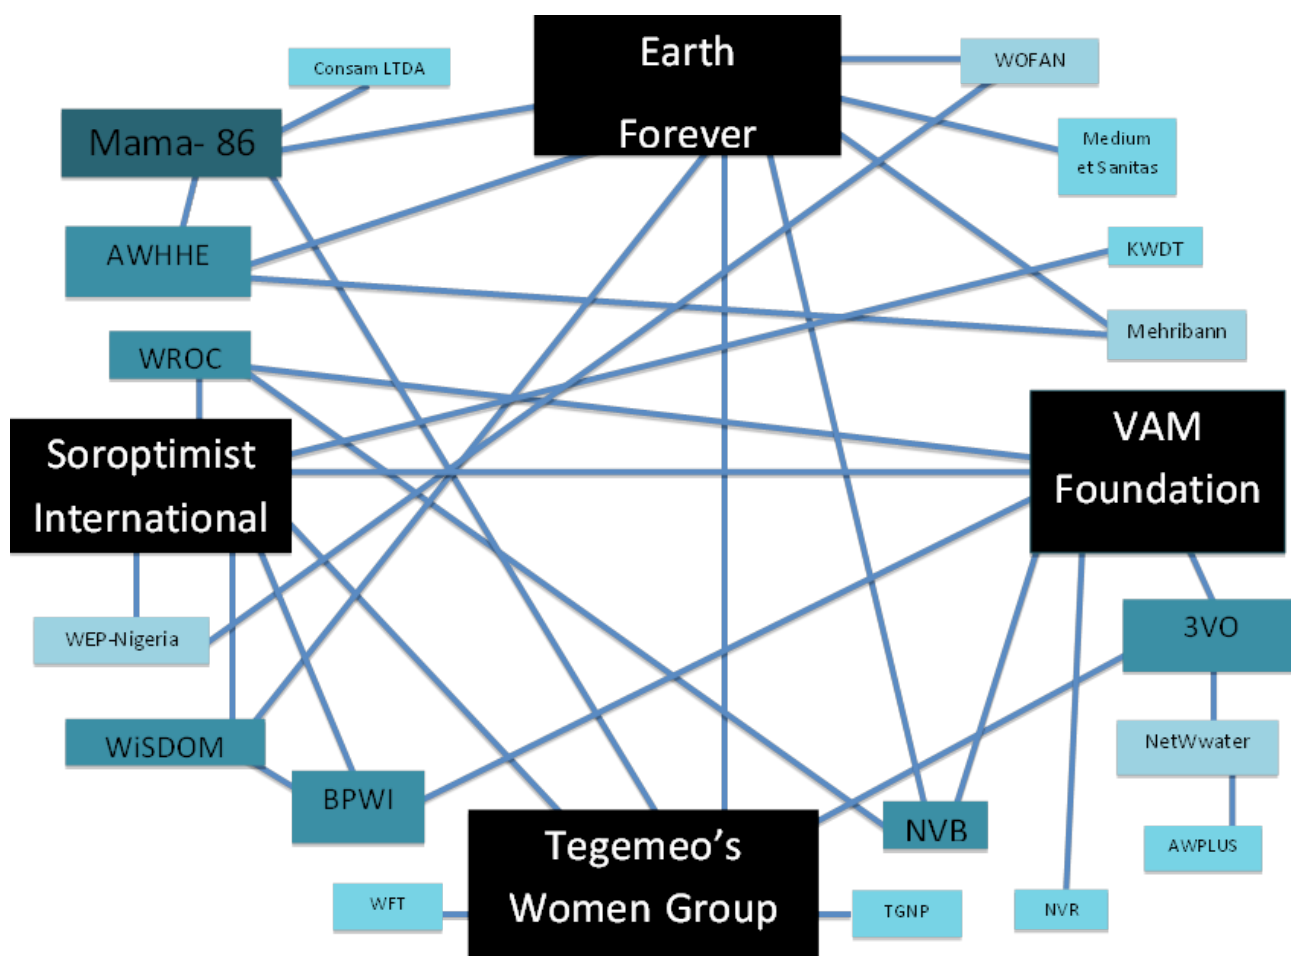 Earth
Forever
WOFAN
Consam LTDA
Mama- 86
Medium
et Sanitas
AWHHE
KWDT
Mehribann
WROC
VAM
Foundation
Soroptimist
International
3VO
WEP-Nigeria
WiSDOM
NetWwater
BPWI
NVB
Tegemeo's
Women Group
AWPLUS
WFT
TGNP
NVR